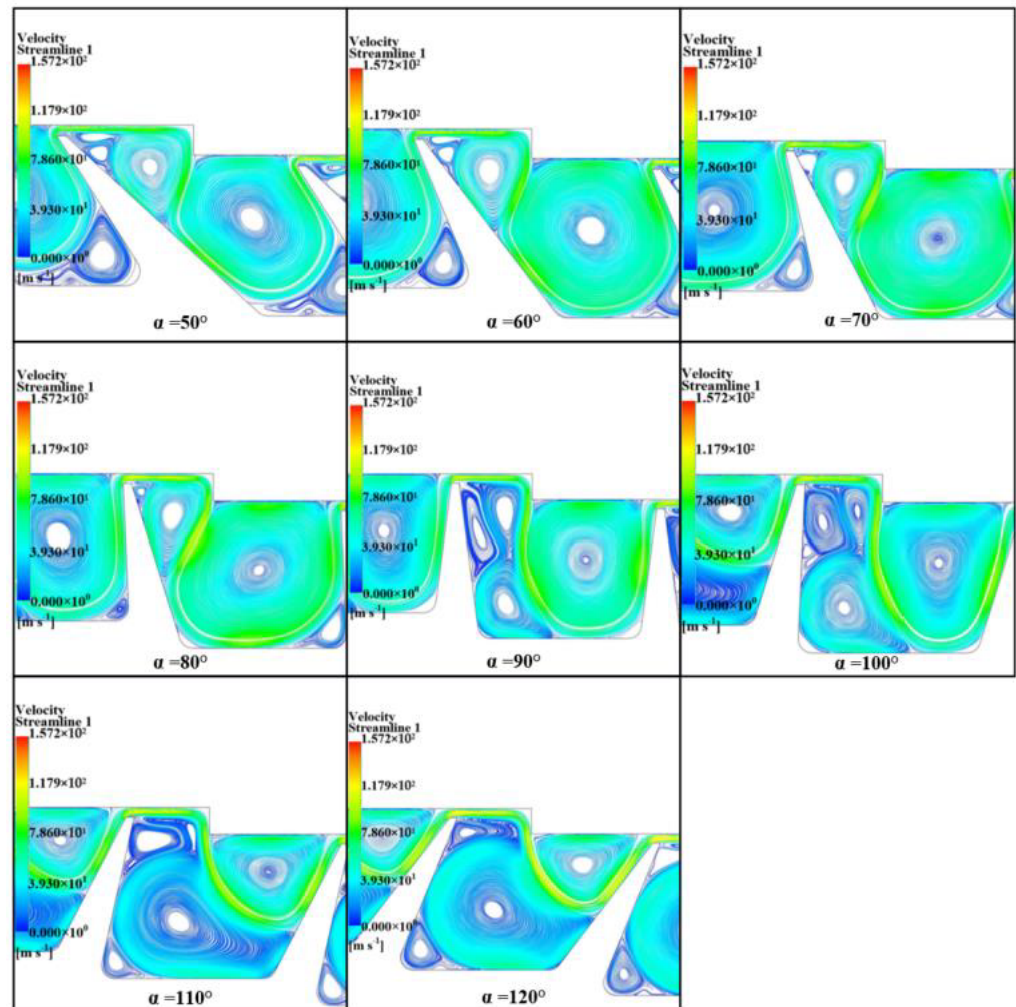 Velocity
Streamline 1
1.572×10²
1.179×10²
7.860×10¹
3.930×10¹
0.000×10⁰
[m s⁻¹]
α =50°
Velocity
Streamline 1
1.572×10²
1.179×10²
7.860×10¹
3.930×10¹
0.000×10⁰
[m s⁻¹]
α =60°
Velocity
Streamline 1
1.572×10²
1.179×10²
7.860×10¹
3.930×10¹
0.000×10⁰
[m s⁻¹]
α =70°
Velocity
Streamline 1
1.572×10²
1.179×10²
7.860×10¹
3.930×10¹
0.000×10⁰
[m s⁻¹]
α =80°
Velocity
Streamline 1
1.572×10²
1.179×10²
7.860×10¹
3.930×10¹
0.000×10⁰
[m s⁻¹]
α =90°
Velocity
Streamline 1
1.572×10²
1.179×10²
7.860×10¹
3.930×10¹
0.000×10⁰
[m s⁻¹]
α =100°
Velocity
Streamline 1
1.572×10²
1.179×10²
7.860×10¹
3.930×10¹
0.000×10⁰
[m s⁻¹]
α =110°
Velocity
Streamline 1
1.572×10²
1.179×10²
7.860×10¹
3.930×10¹
0.000×10⁰
[m s⁻¹]
α =120°